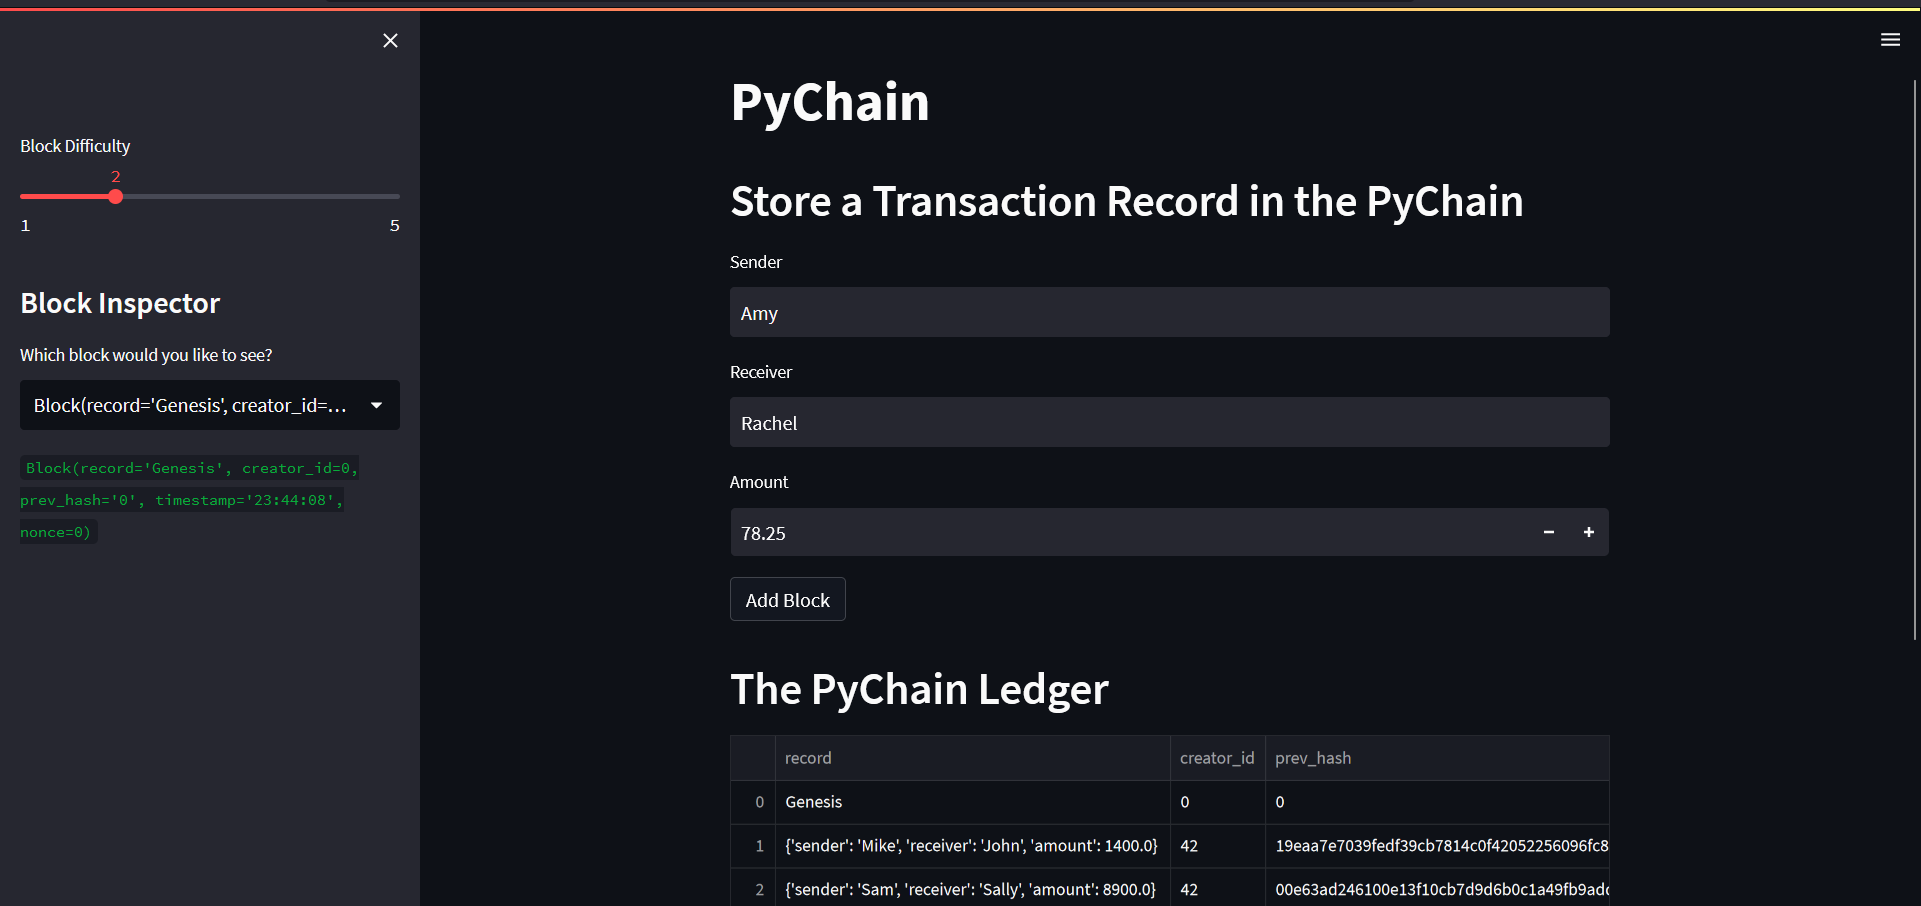 Block Difficulty
2
1 5
Block Inspector
Which block would you like to see?
Block(record='Genesis', creator_id=...
Block(record='Genesis', creator_id=0,
prev_hash='0', timestamp='23:44:08',
nonce=0)
PyChain
Store a Transaction Record in the PyChain
Sender
Amy
Receiver
Rachel
Amount
78.25
Add Block
The PyChain Ledger
record creator_id prev_hash
0 Genesis 0 0
1 {'sender': 'Mike', 'receiver': 'John', 'amount': 1400.0} 42 19eaa7e7039fedf39cb7814c0f42052256096fc8
2 {'sender': 'Sam', 'receiver': 'Sally', 'amount': 8900.0} 42 00e63ad246100e13f10cb7d9d6b0c1a49fb9adc